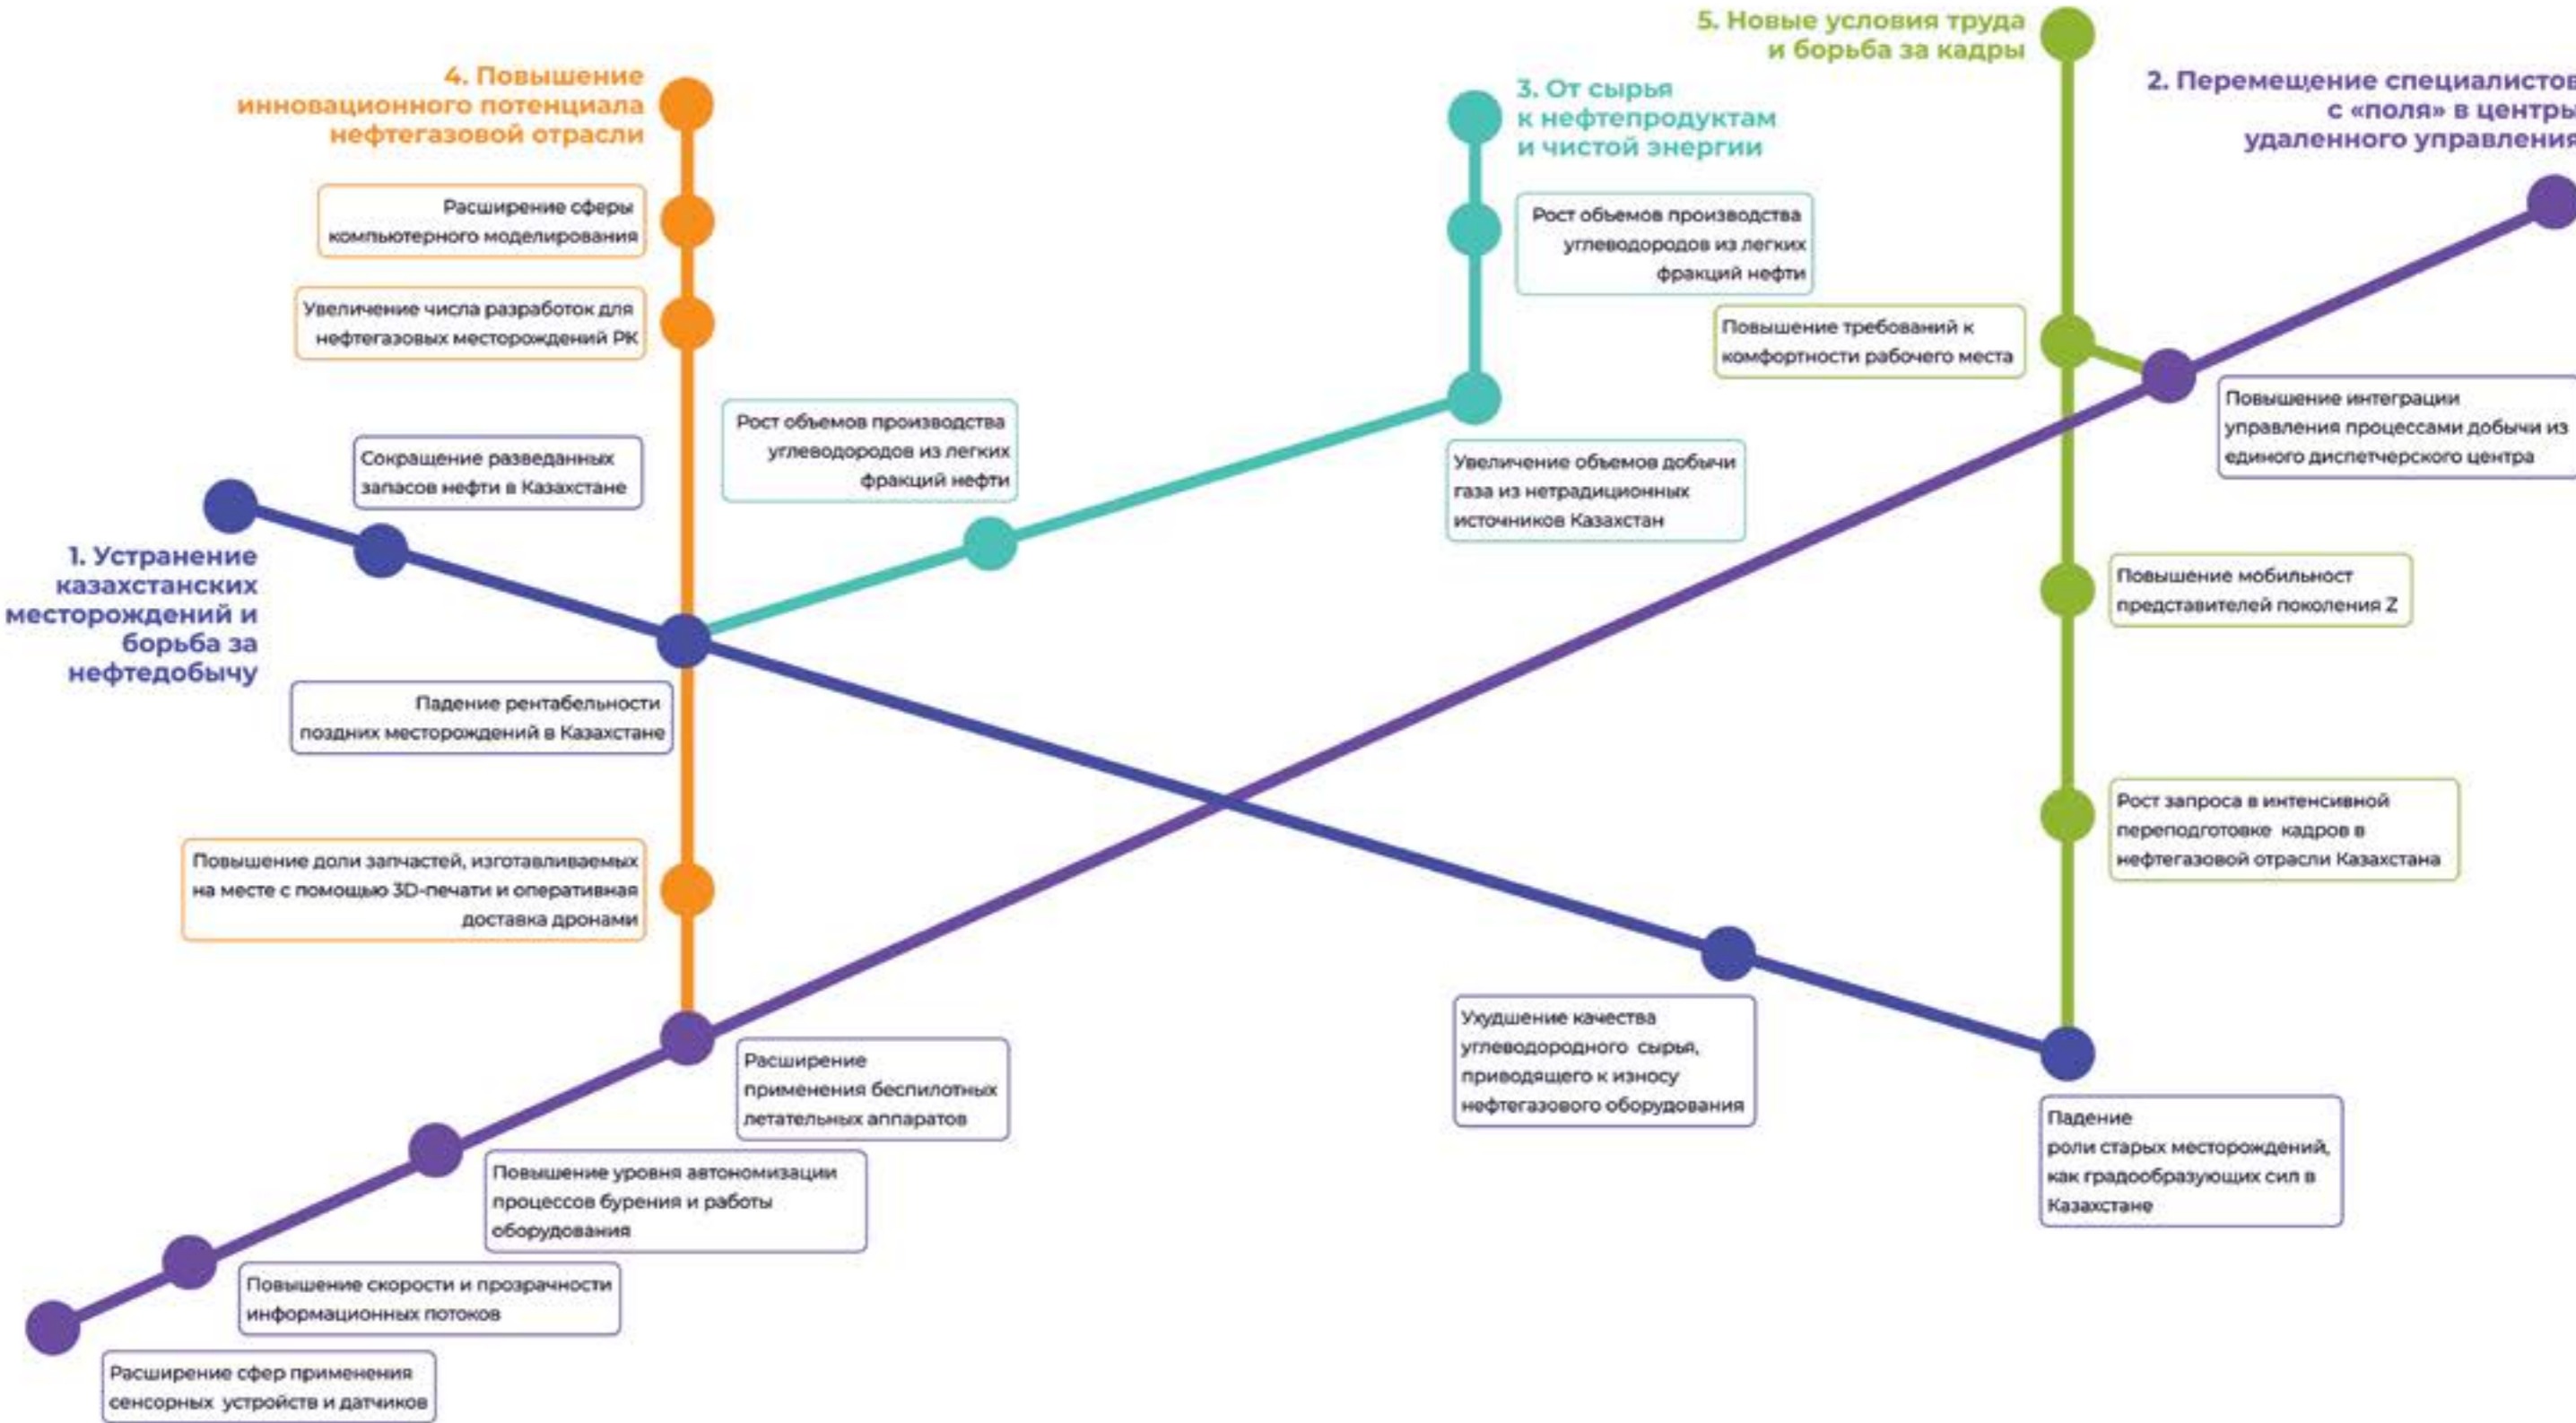 5. Новые условия труда
и борьба за кадры
4. Повышение
инновационного потенциала
нефтегазовой отрасли
3. От сырья
к нефтепродуктам
и чистой энергии
2. Перемещение специалистов
с «поля» в центры
удаленного управления
Расширение сферы
компьютерного моделирования
Рост объемов производства
углеводородов из легких
фракций нефти
Увеличение числа разработок для
нефтегазовых месторождений РК
Повышение требований к
комфортности рабочего места
Повышение интеграции
управления процессами добычи из
единого диспетчерского центра
Рост объемов производства
углеводородов из легких
фракций нефти
Сокращение разведанных
запасов нефти в Казахстане
Увеличение объемов добычи
газа из нетрадиционных
источников Казахстан
1. Устранение
казахстанских
месторождений и
борьба за
нефтедобычу
Повышение мобильност
представителей поколения Z
Падение рентабельности
поздних месторождений в Казахстане
Рост запроса в интенсивной
переподготовке кадров в
нефтегазовой отрасли Казахстана
Повышение доли запчастей, изготавливаемых
на месте с помощью 3D-печати и оперативная
доставка дронами
Ухудшение качества
углеводородного сырья,
приводящего к износу
нефтегазового оборудования
Расширение
применения беспилотных
летательных аппаратов
Падение
роли старых месторождений,
как градообразующих сил в
Казахстане
Повышение уровня автономизации
процессов бурения и работы
оборудования
Повышение скорости и прозрачности
информационных потоков
Расширение сфер применения
сенсорных устройств и датчиков